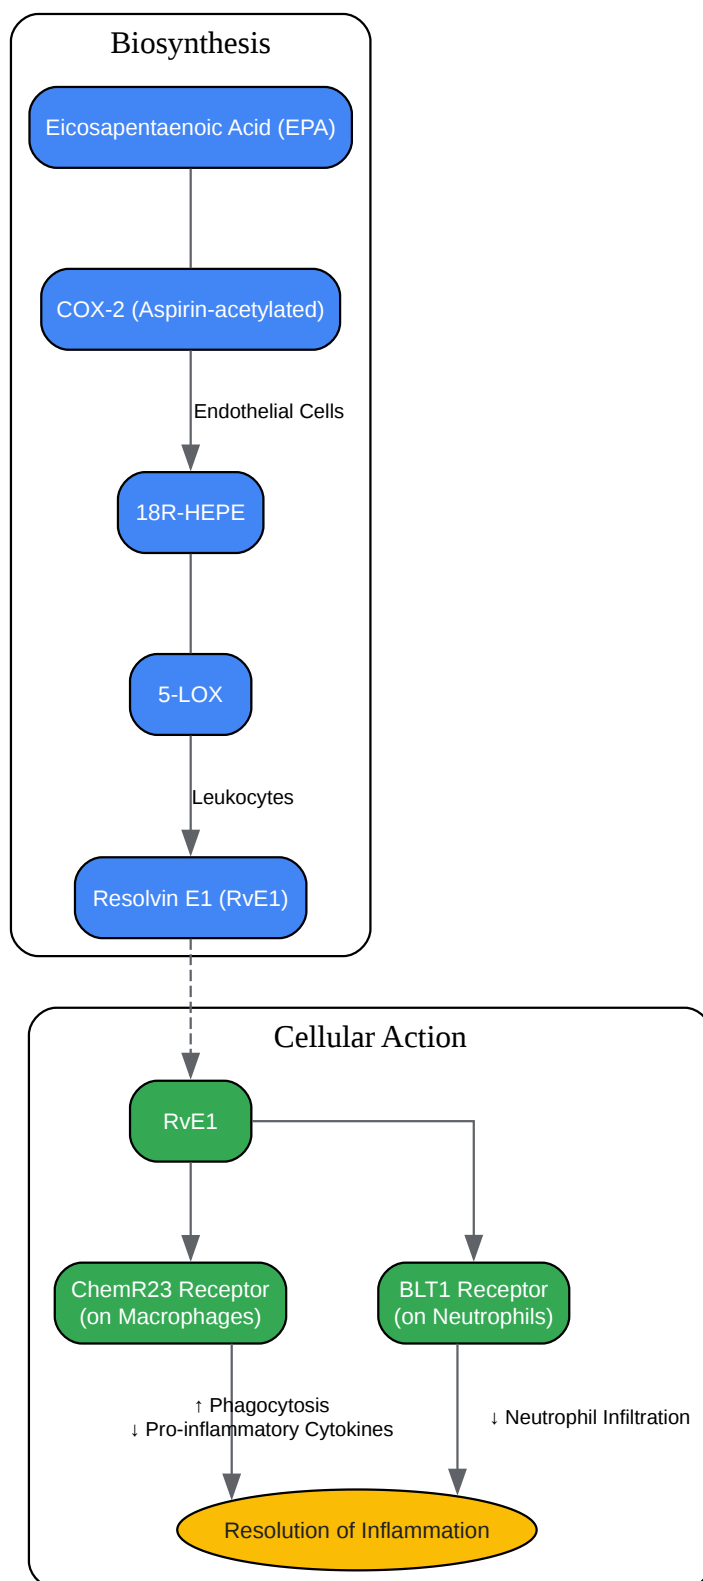 Biosynthesis
Eicosapentaenoic Acid (EPA)
COX-2 (Aspirin-acetylated)
Endothelial Cells
18R-HEPE
5-LOX
Leukocytes
Resolvin E1 (RvE1)
Cellular Action
RvE1
ChemR23 Receptor
(on Macrophages)
BLT1 Receptor
(on Neutrophils)
↑ Phagocytosis
↓ Pro-inflammatory Cytokines
↓ Neutrophil Infiltration
Resolution of Inflammation